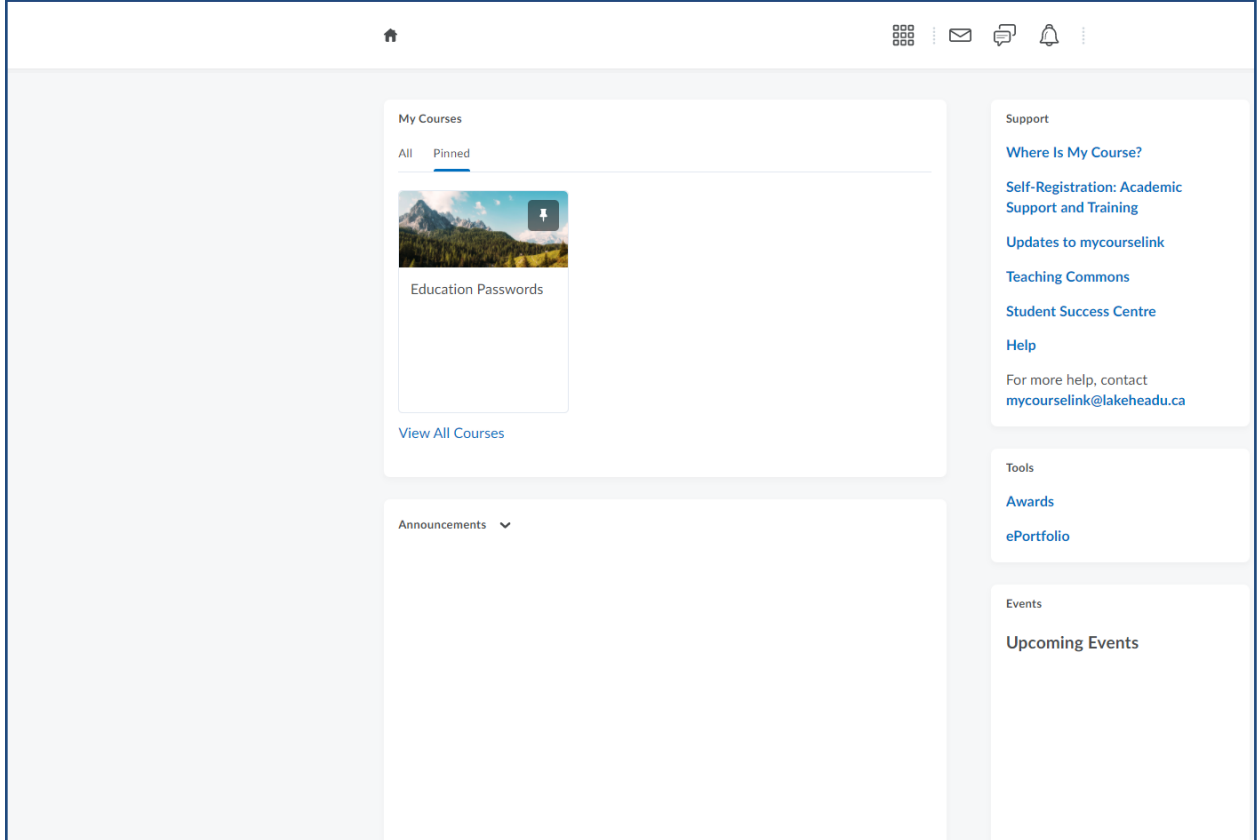 My Courses
All Pinned
Education Passwords
View All Courses
Announcements
Support
Where Is My Course?
Self-Registration: Academic
Support and Training
Updates to mycourselink
Teaching Commons
Student Success Centre
Help
For more help, contact
mycourselink@lakeheadu.ca
Tools
Awards
ePortfolio
Events
Upcoming Events